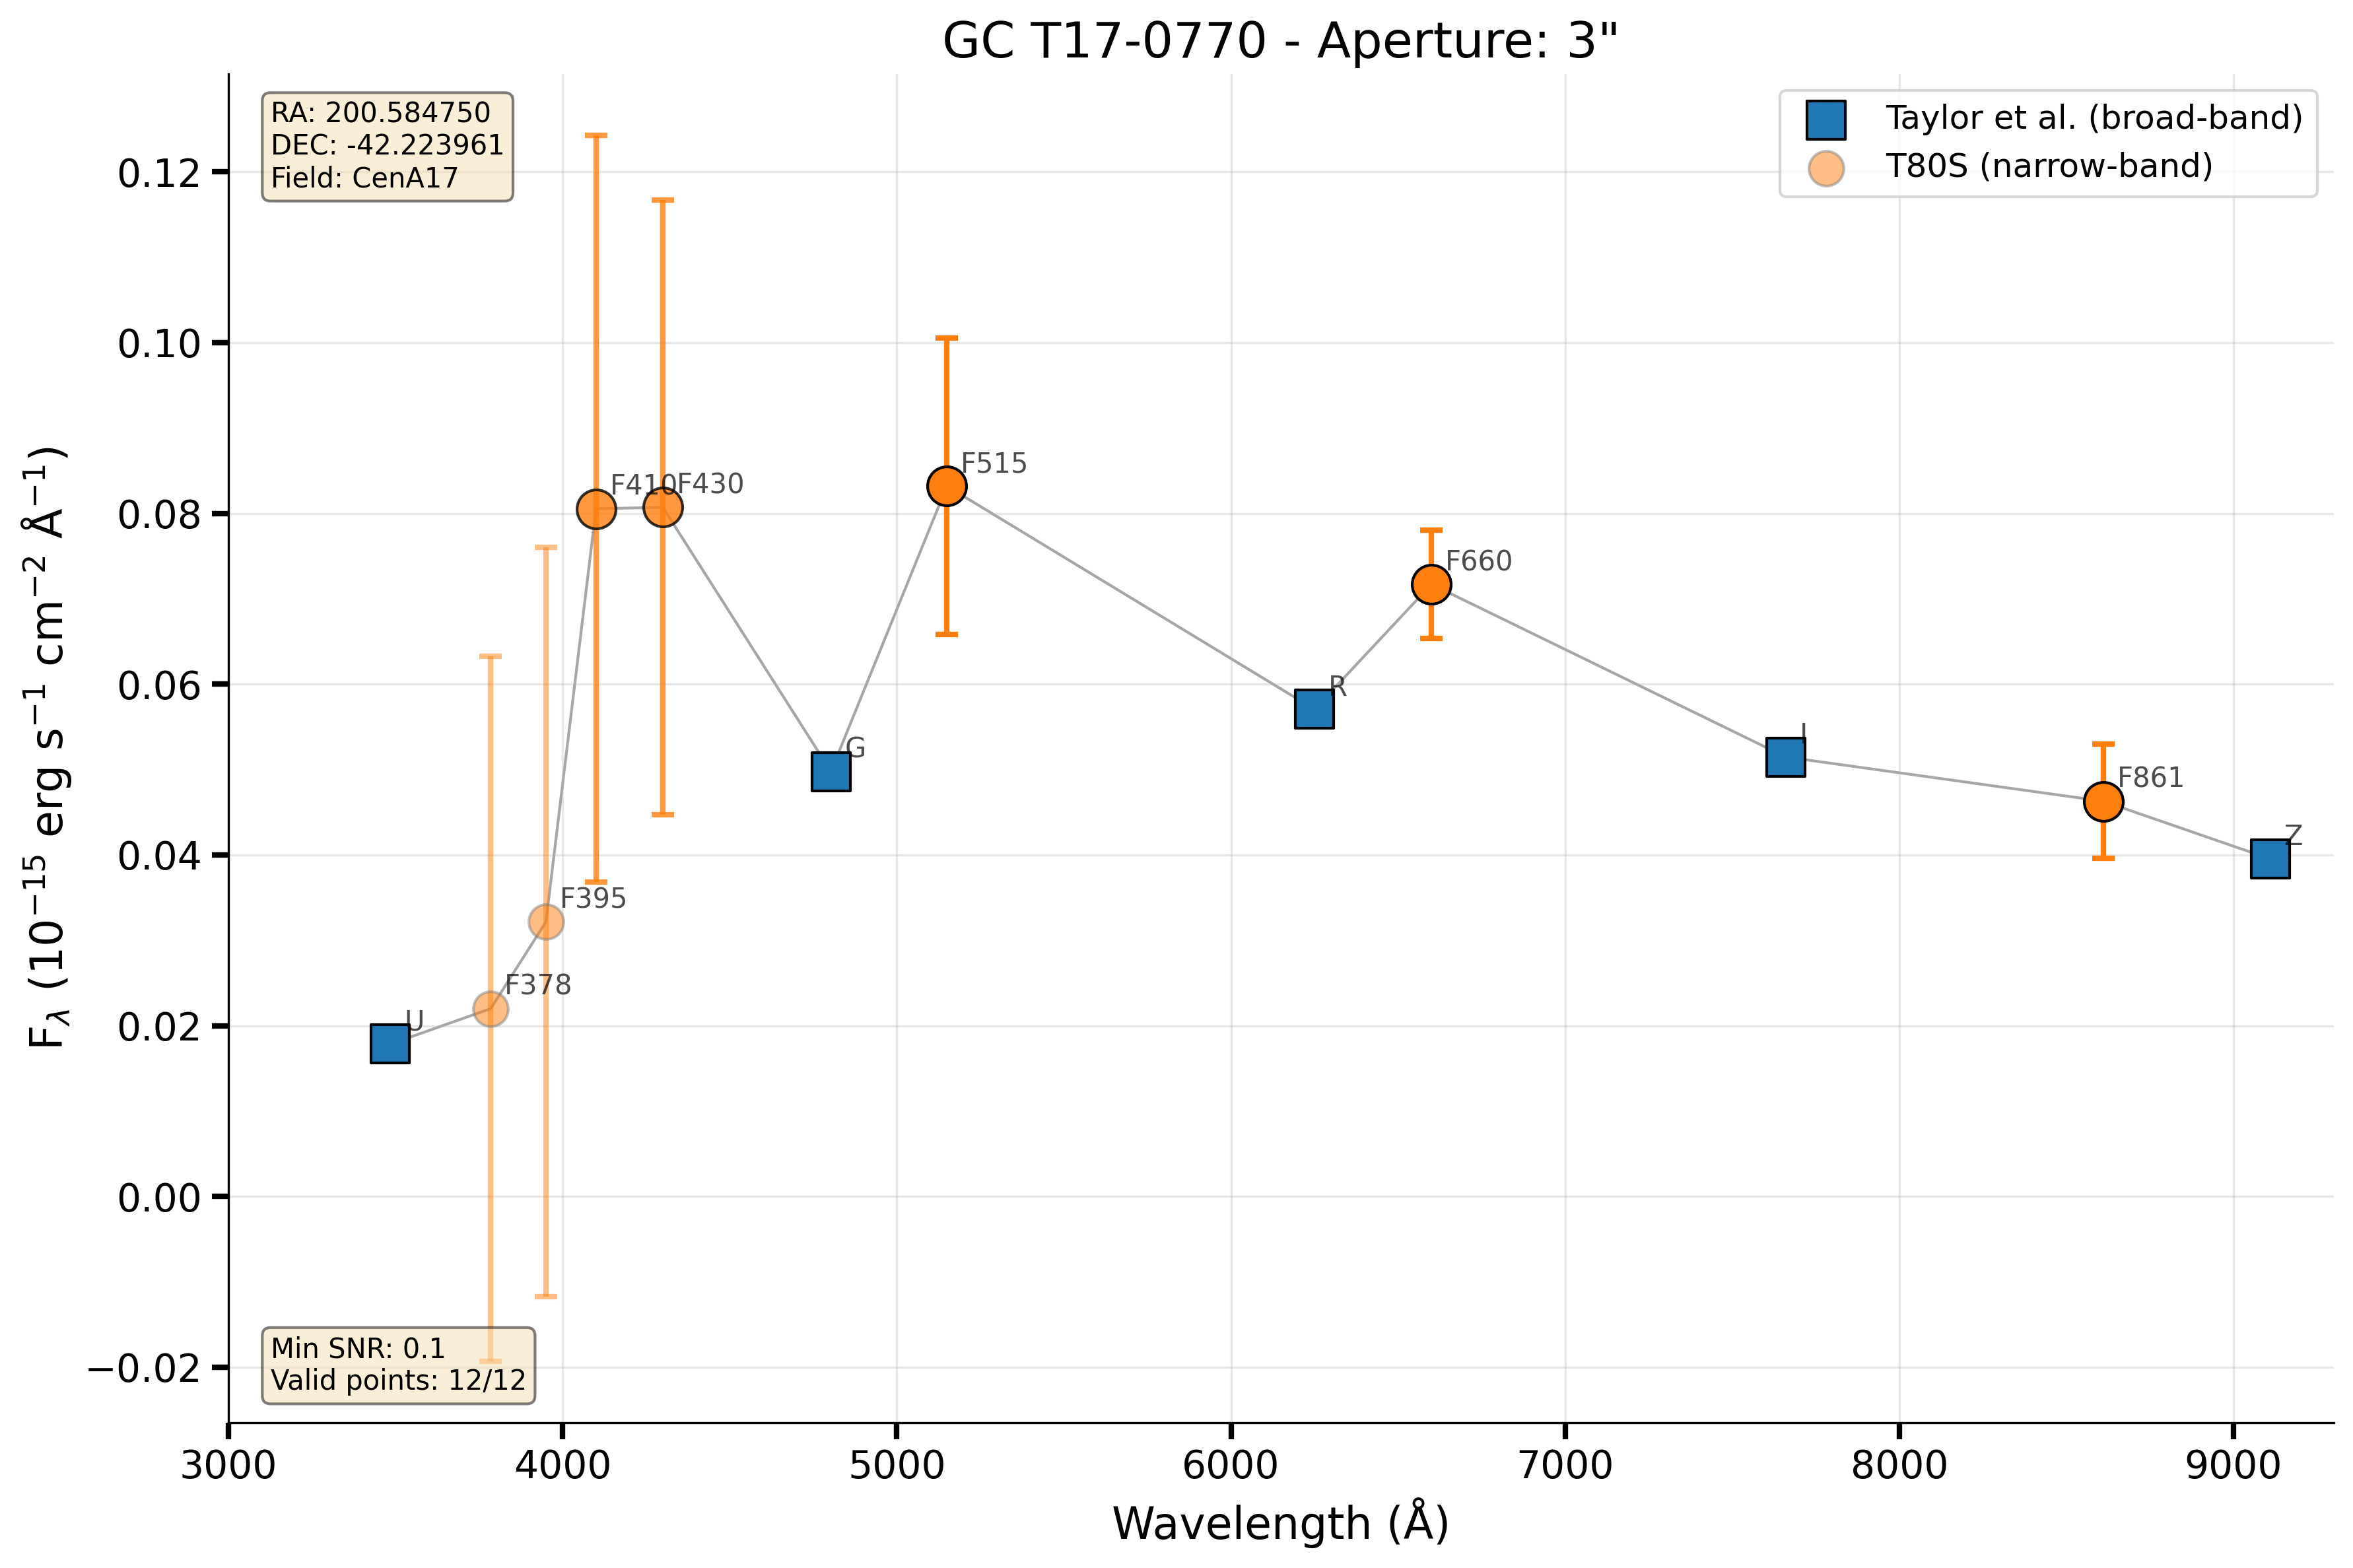 GC T17-0770 - Aperture: 3"
RA: 200.584750
DEC: -42.223961
Field: CenA17
Taylor et al. (broad-band)
T80S (narrow-band)
0.12
0.10
0.08
0.06
0.04
0.02
0.00
−0.02
F_λ (10⁻¹⁵ erg s⁻¹ cm⁻² Å⁻¹)
U
F378
F395
F410
F430
G
F515
R
F660
I
F861
Z
Min SNR: 0.1
Valid points: 12/12
3000
4000
5000
6000
7000
8000
9000
Wavelength (Å)